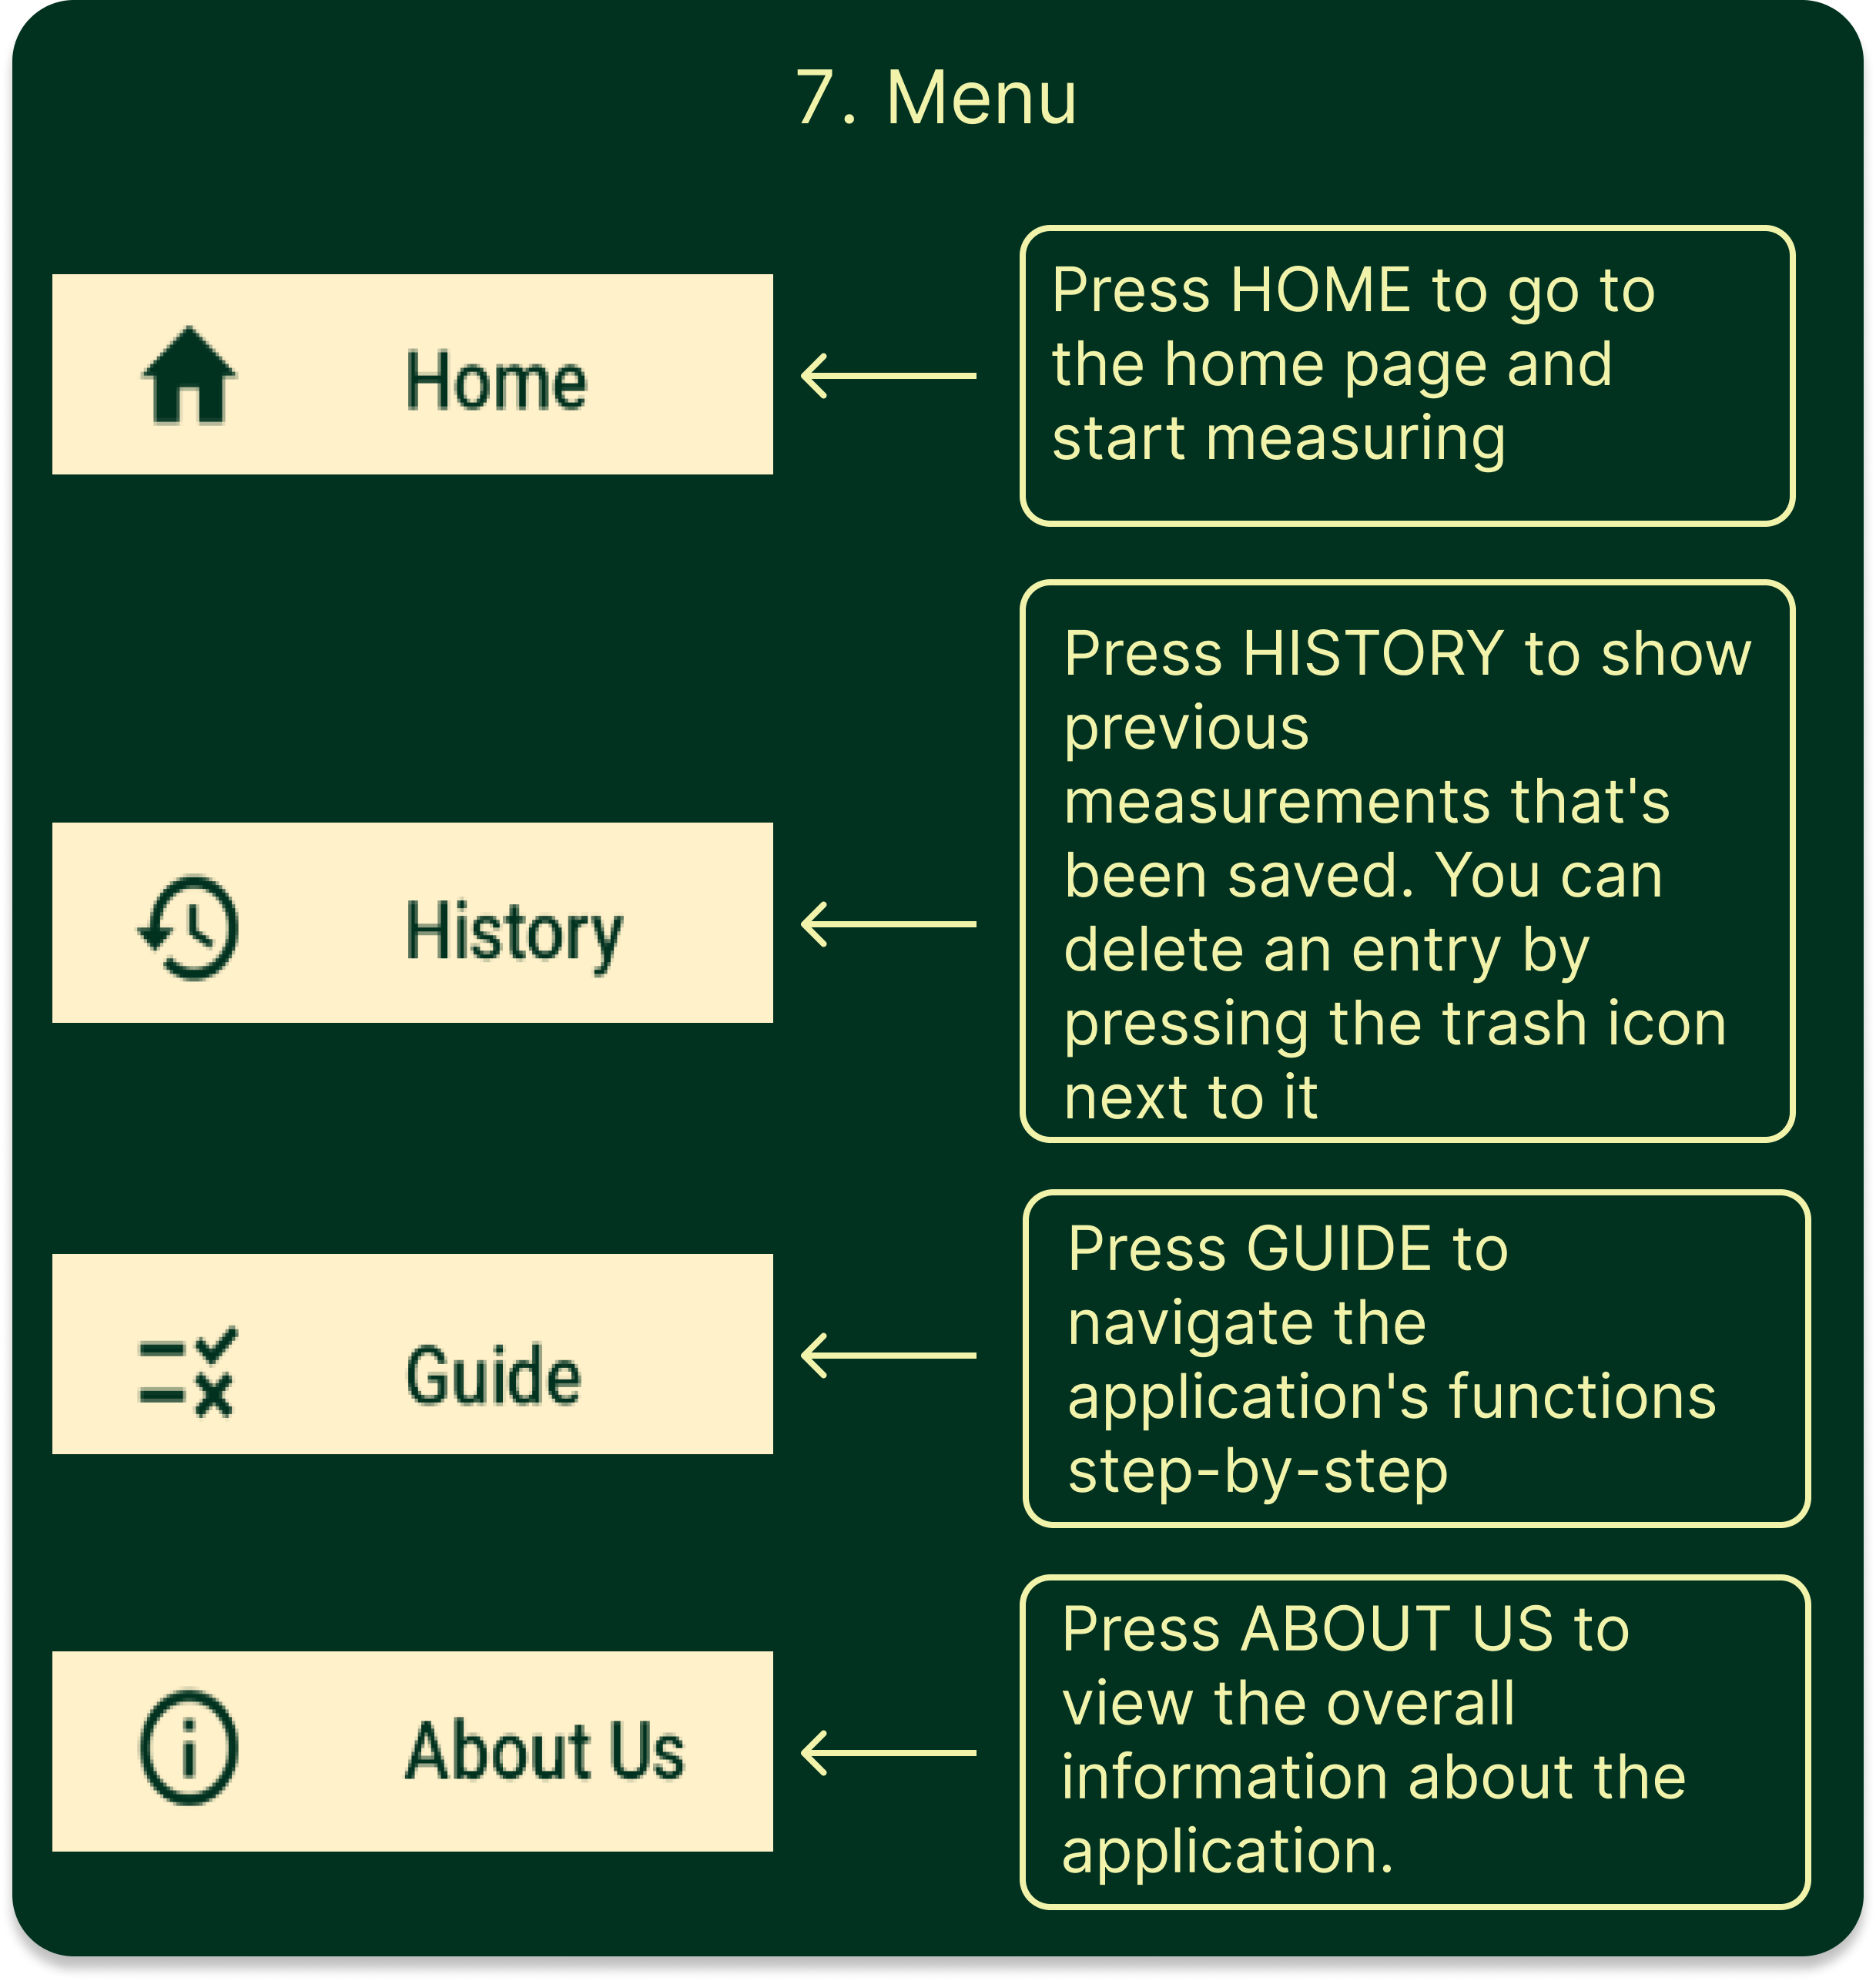 7. Menu
Home
Press HOME to go to
the home page and
start measuring
History
Press HISTORY to show
previous
measurements that's
been saved. You can
delete an entry by
pressing the trash icon
next to it
Guide
Press GUIDE to
navigate the
application's functions
step-by-step
About Us
Press ABOUT US to
view the overall
information about the
application.